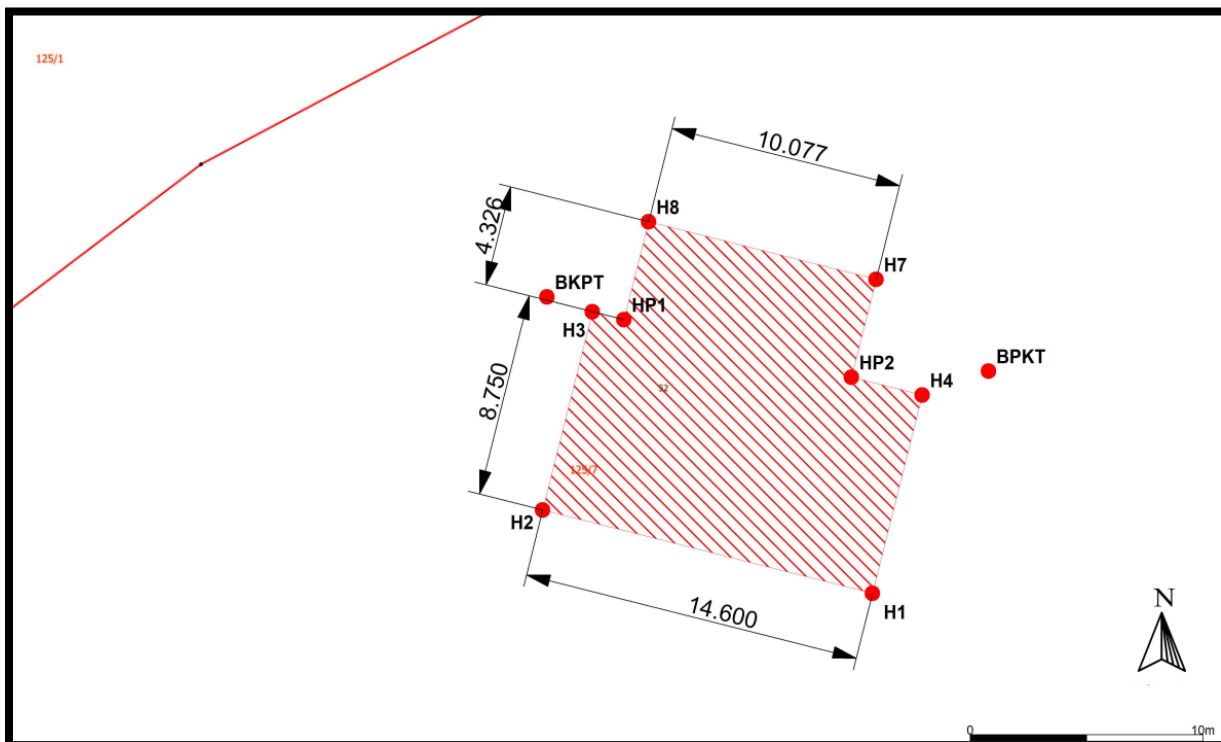 125/1
10.077
H8
4.326
H7
BKPT
HP1
H3
BPKT
HP2
H4
52
8.750
125/7
H2
14.600
H1
N
0
10m